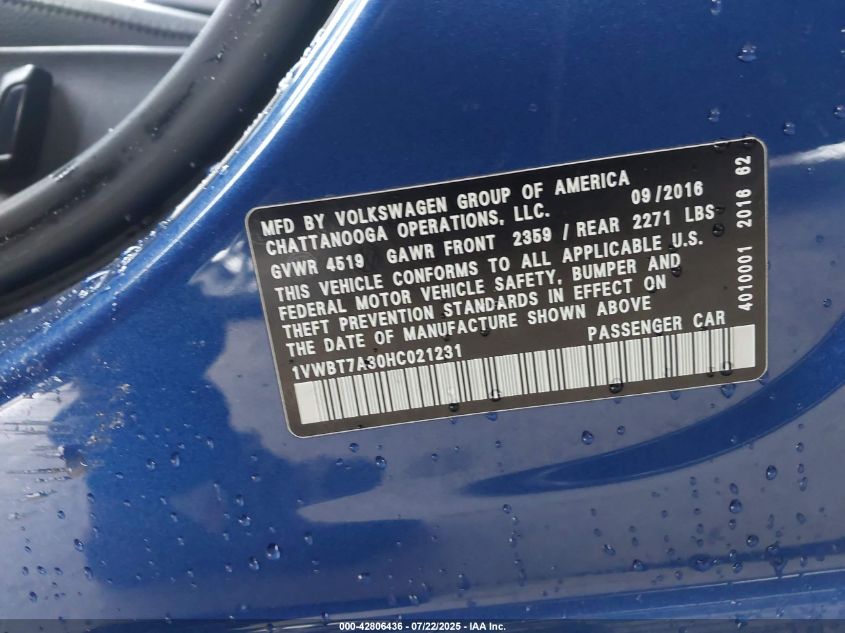 MFD BY VOLKSWAGEN GROUP OF AMERICA
CHATTANOOGA OPERATIONS, LLC. 09/2016
GVWR 4519 GAWR FRONT 2359 / REAR 2271 LBS
THIS VEHICLE CONFORMS TO ALL APPLICABLE U.S.
FEDERAL MOTOR VEHICLE SAFETY, BUMPER AND
THEFT PREVENTION STANDARDS IN EFFECT ON
THE DATE OF MANUFACTURE SHOWN ABOVE
1VWBT7A30HC021231 PASSENGER CAR
4010001 2016 62
000-42806436 - 07/22/2025 - IAA Inc.